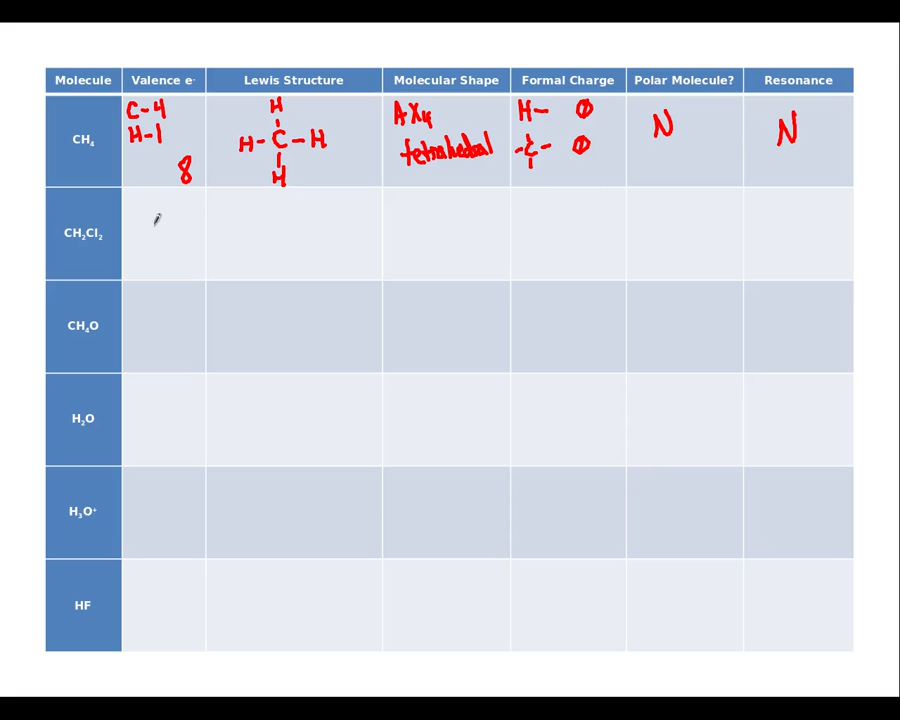 Molecule Valence e- Lewis Structure Molecular Shape Formal Charge Polar Molecule? Resonance
CH₄
C-4
H-1
8
H
H-C-H
H
AX₄
tetrahedral
H- 0
-C- 0
N
N
CH₂Cl₂
CH₄O
H₂O
H₃O⁺
HF